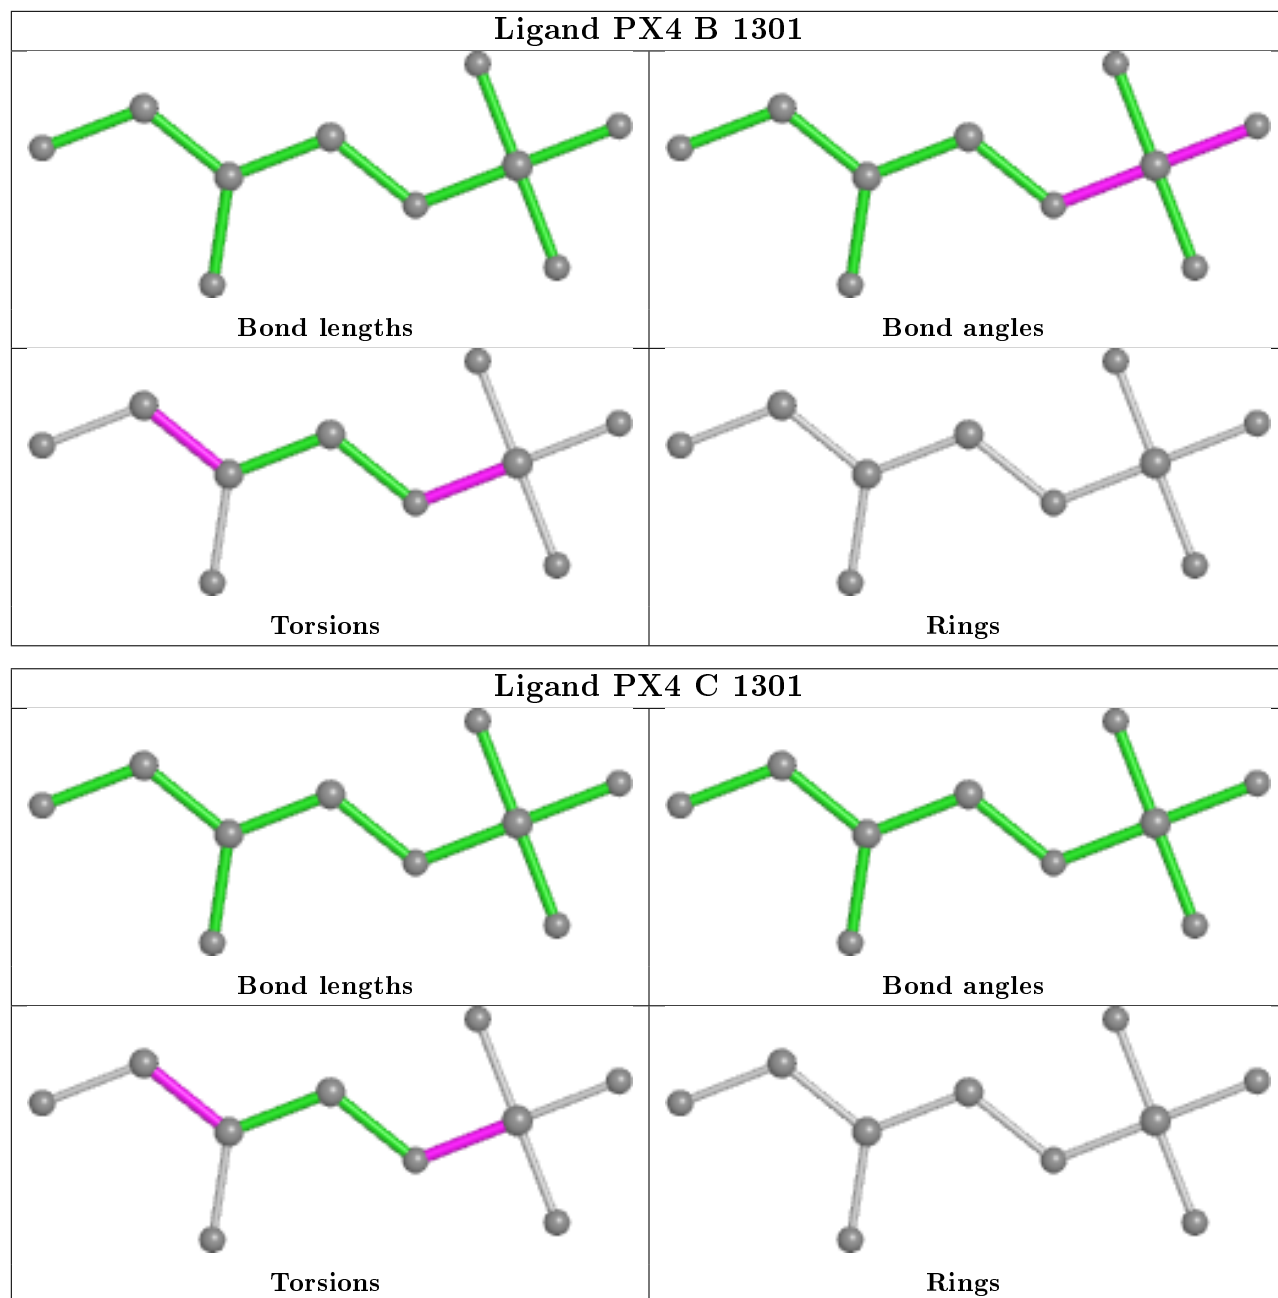 Ligand PX4 B 1301
Bond lengths
Bond angles
Torsions
Rings
Ligand PX4 C 1301
Bond lengths
Bond angles
Torsions
Rings